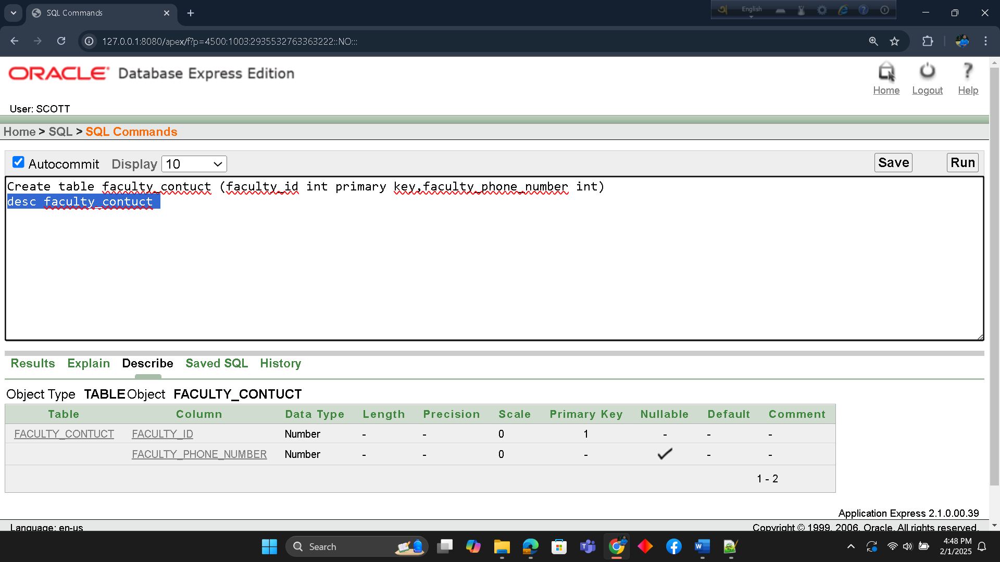 SQL Commands
English
127.0.0.1:8080/apex/f?p=4500:1003:2935532763363222::NO:::
ORACLE Database Express Edition
Home Logout Help
User: SCOTT
Home > SQL > SQL Commands
Autocommit Display 10 Save Run
Create table faculty_contuct (faculty_id int primary key,faculty_phone_number int)
desc faculty_contuct
Results Explain Describe Saved SQL History
Object Type TABLE Object FACULTY_CONTUCT
Table Column Data Type Length Precision Scale Primary Key Nullable Default Comment
FACULTY_CONTUCT FACULTY_ID Number - - 0 1 - - -
FACULTY_PHONE_NUMBER Number - - 0 - - -
1 - 2
Application Express 2.1.0.00.39
Language: en-us Copyright © 1999, 2006, Oracle. All rights reserved.
Search
4:48 PM
2/1/2025